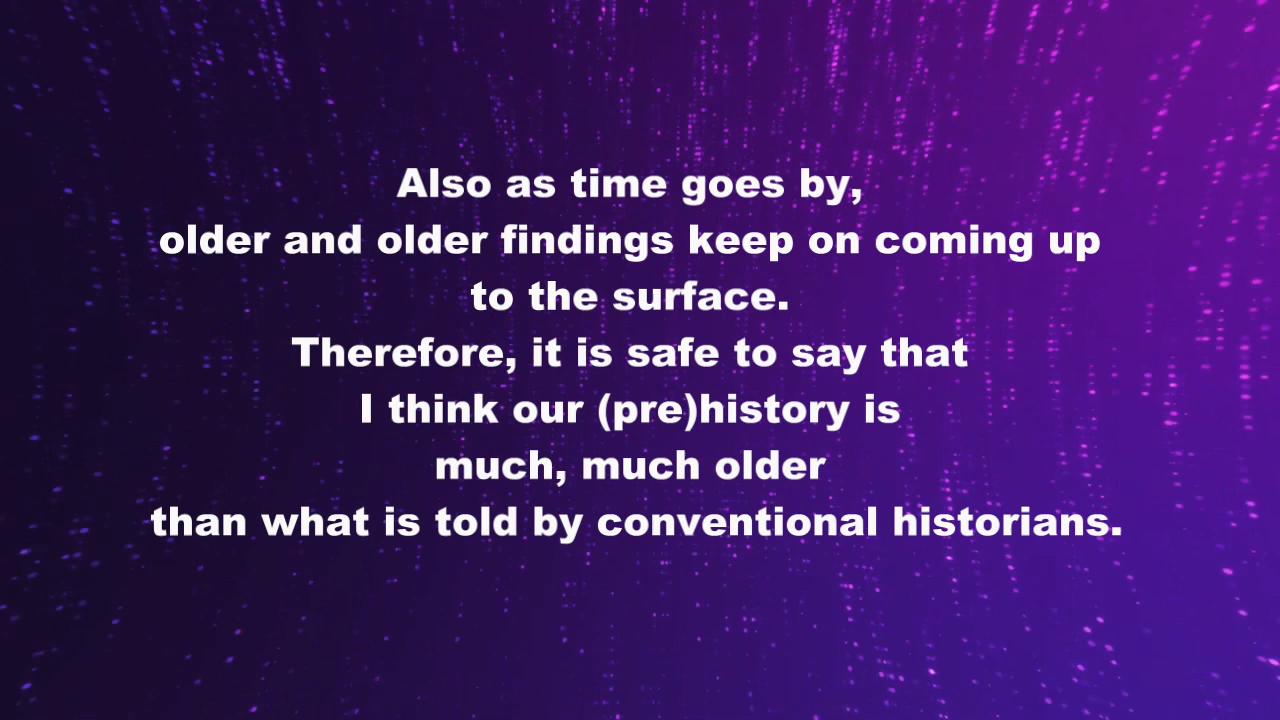 Also as time goes by,
older and older findings keep on coming up
to the surface.
Therefore, it is safe to say that
I think our (pre)history is
much, much older
than what is told by conventional historians.